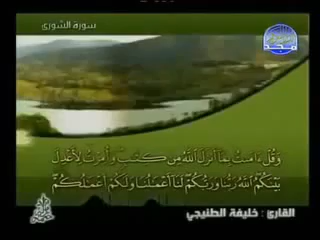 سورة الشورى
وَقُلْ ءَامَنتُ بِمَآ أَنزَلَ ٱللَّهُ مِن كِتَٰبٍ وَأُمِرْتُ لِأَعْدِلَ
بَيْنَكُمُ ٱللَّهُ رَبُّنَا وَرَبُّكُمْ لَنَآ أَعْمَٰلُنَا وَلَكُمْ أَعْمَٰلُكُمْ
القارئ : خليفة الطنيجي